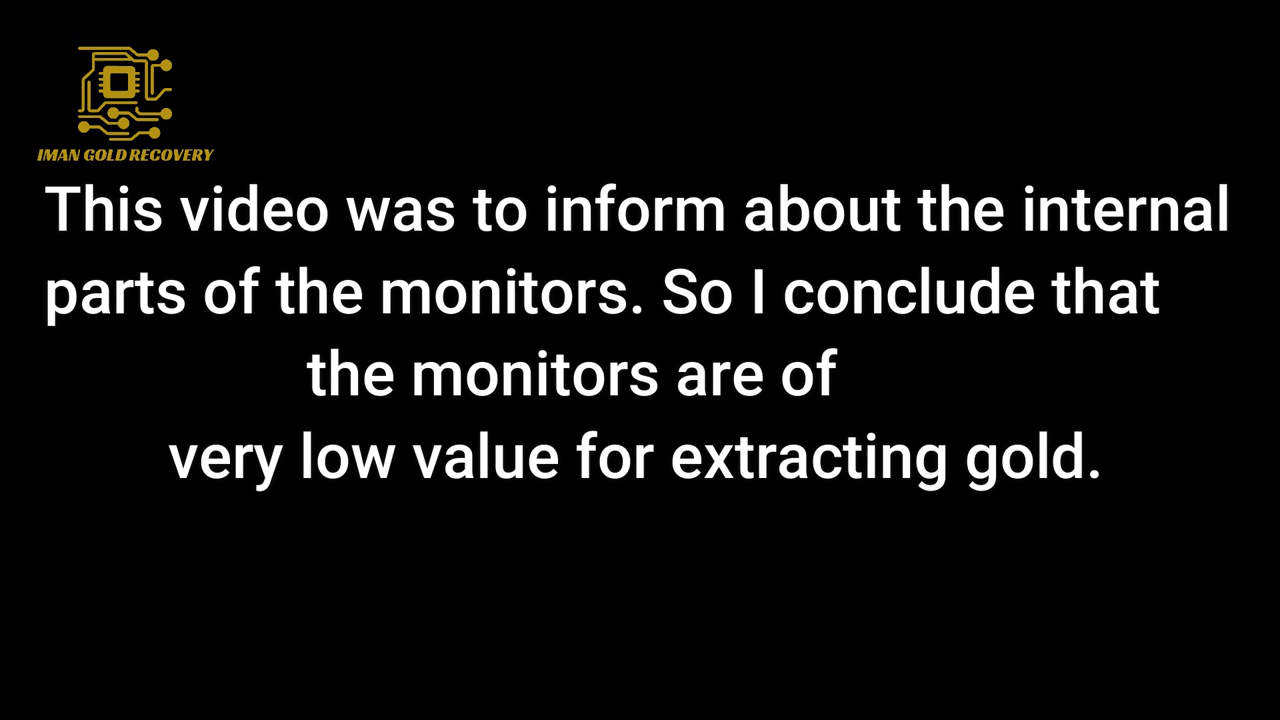 IMAN GOLD RECOVERY
This video was to inform about the internal
parts of the monitors. So I conclude that
the monitors are of
very low value for extracting gold.